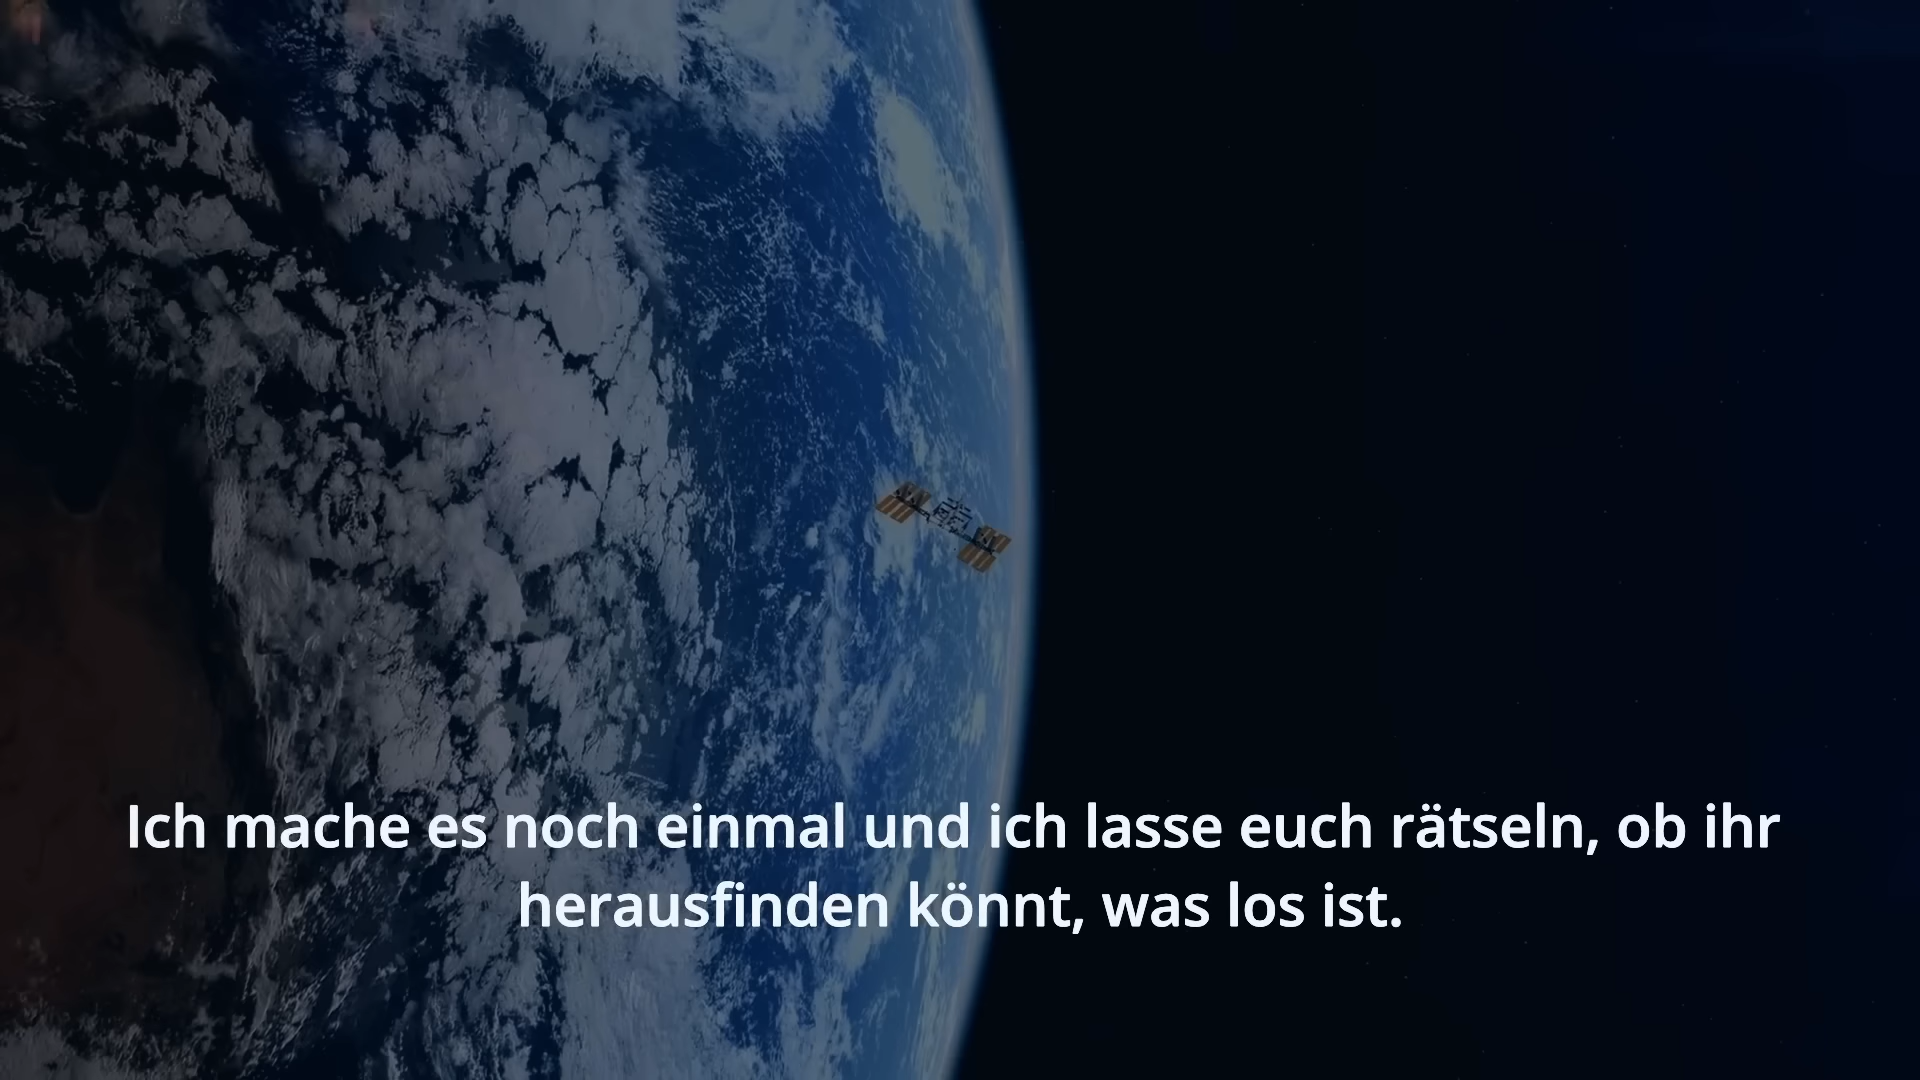 Ich mache es noch einmal und ich lasse euch rätseln, ob ihr
herausfinden könnt, was los ist.